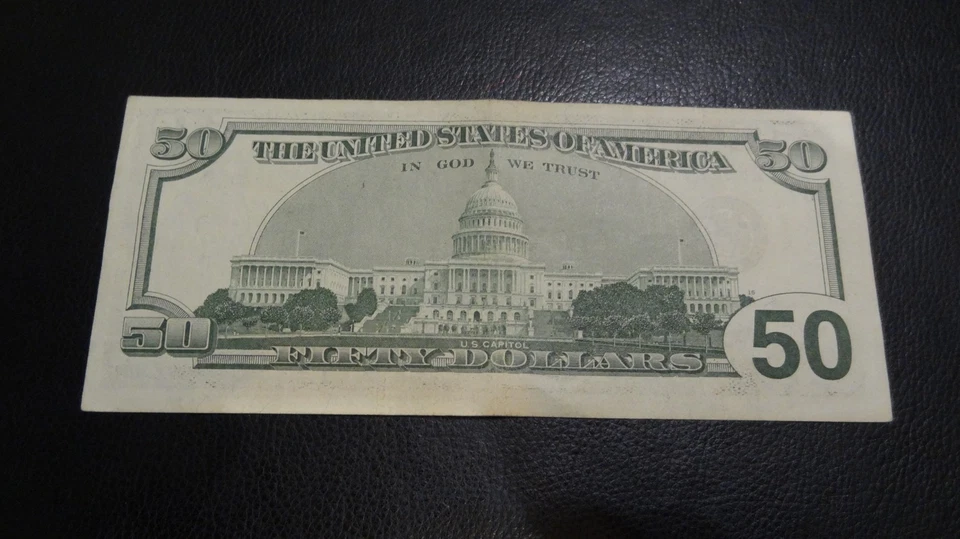 50 THE UNITED STATES OF AMERICA 50
IN GOD WE TRUST
50 U.S. CAPITOL 50
FIFTY DOLLARS